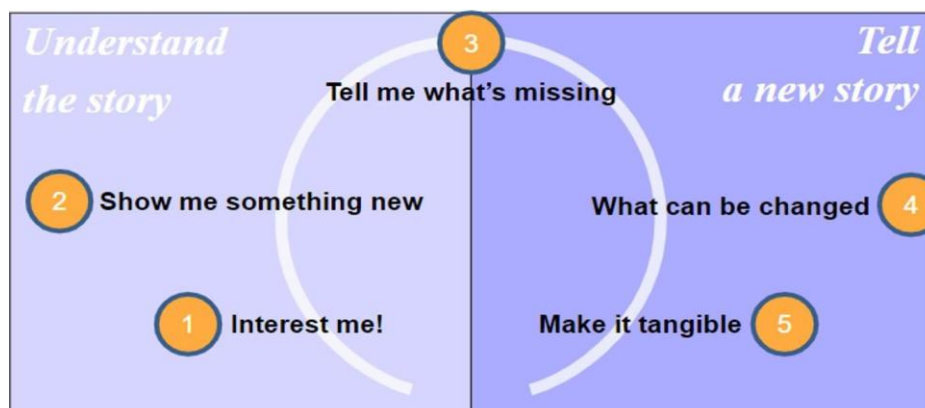 Understand
the story
Tell
a new story
3
Tell me what's missing
2
Show me something new
What can be changed
4
1
Interest me!
Make it tangible
5